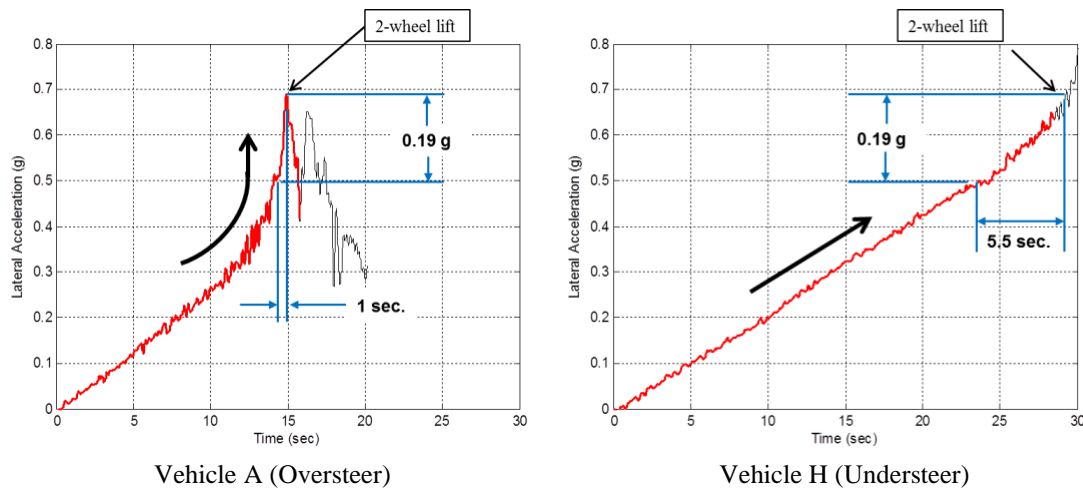 2-wheel lift
0.8
0.7
0.6
0.5
0.4
0.3
0.2
0.1
0
Lateral Acceleration (g)
0.19 g
1 sec.
0 5 10 15 20 25 30
Time (sec)
Vehicle A (Oversteer)
2-wheel lift
0.8
0.7
0.6
0.5
0.4
0.3
0.2
0.1
0
Lateral Acceleration (g)
0.19 g
5.5 sec.
0 5 10 15 20 25 30
Time (sec)
Vehicle H (Understeer)